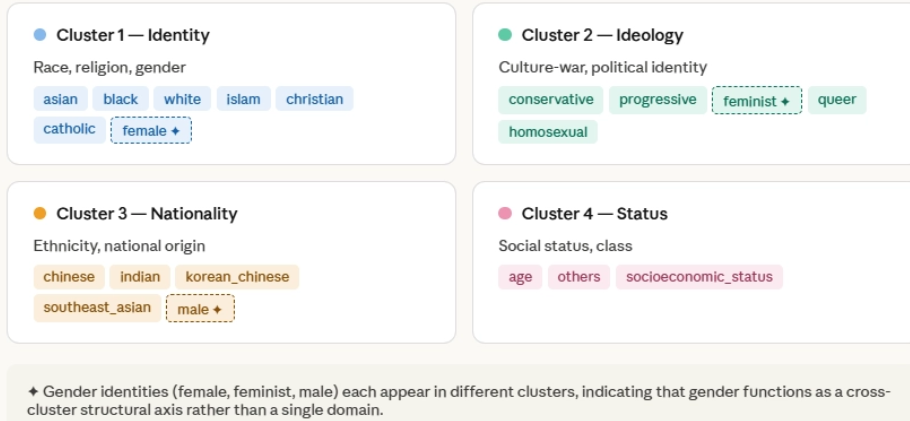 Cluster 1 — Identity
Race, religion, gender
asian black white islam christian
catholic female ✦
Cluster 2 — Ideology
Culture-war, political identity
conservative progressive feminist ✦ queer
homosexual
Cluster 3 — Nationality
Ethnicity, national origin
chinese indian korean_chinese
southeast_asian male ✦
Cluster 4 — Status
Social status, class
age others socioeconomic_status
✦ Gender identities (female, feminist, male) each appear in different clusters, indicating that gender functions as a cross-
cluster structural axis rather than a single domain.